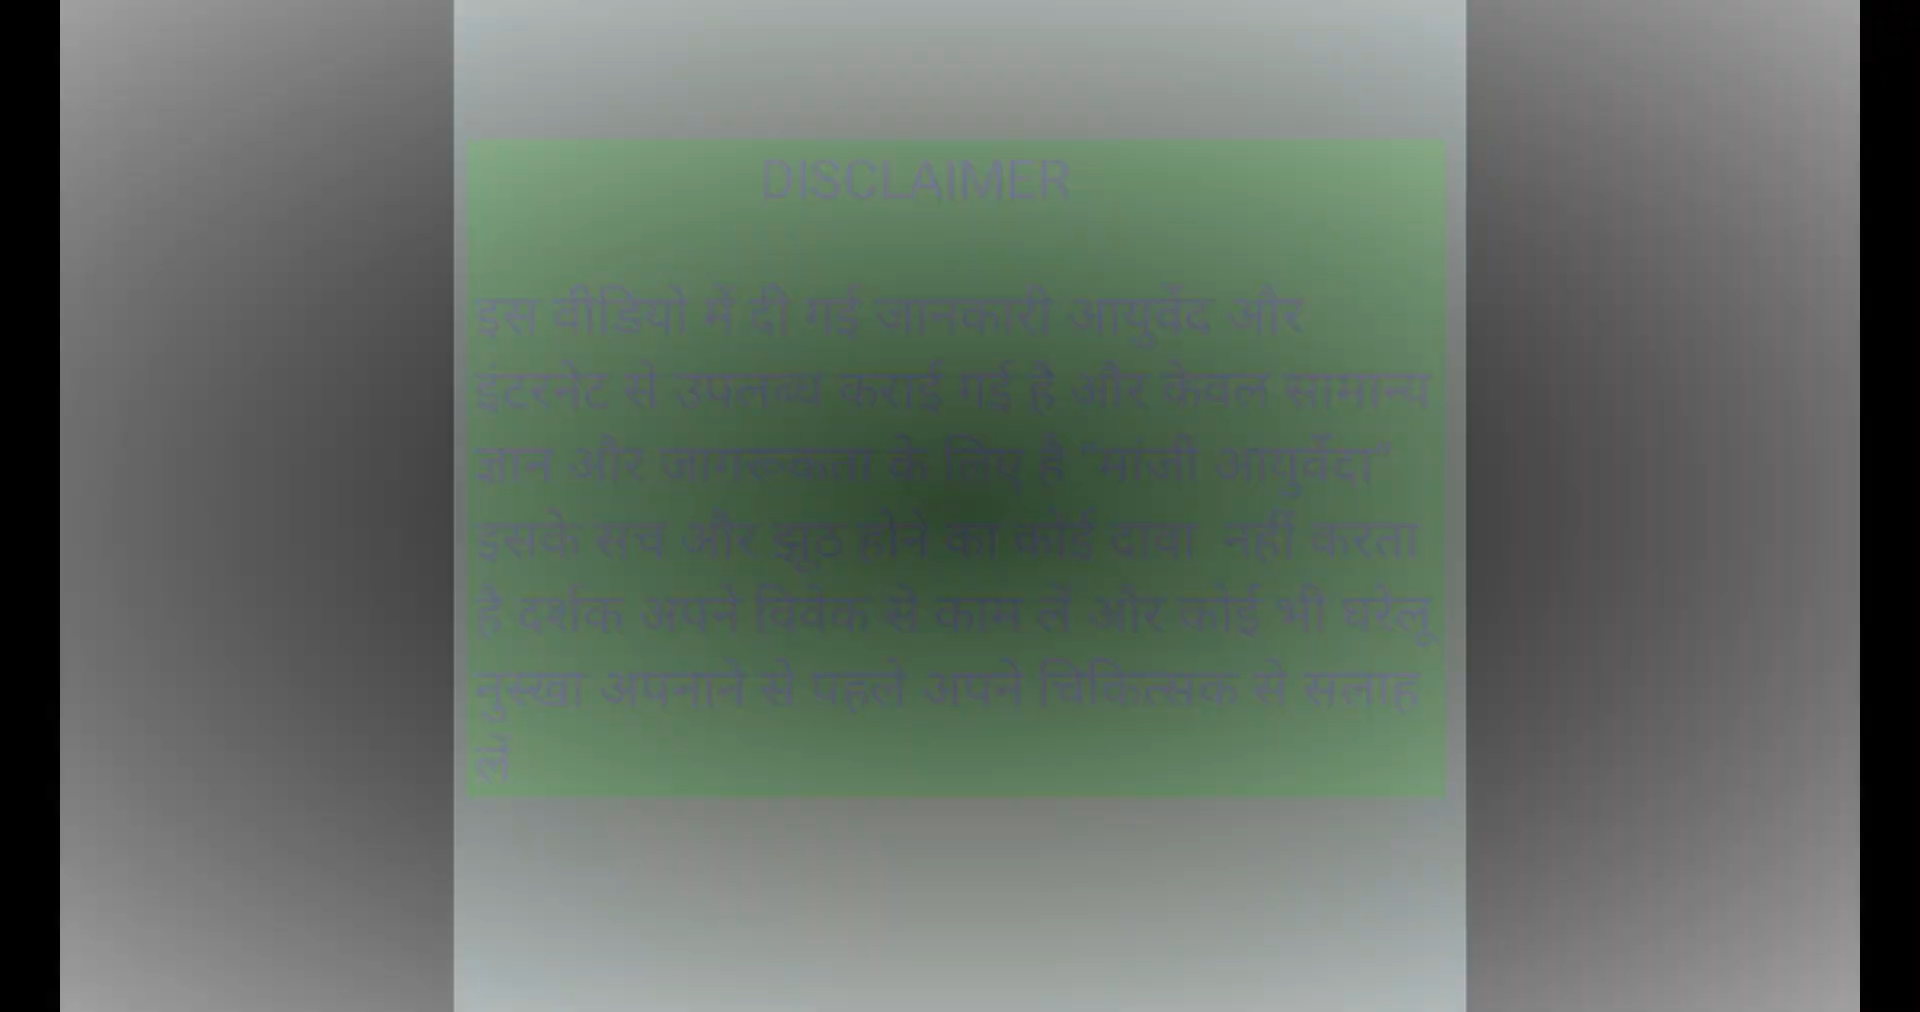 DISCLAIMER
इस वीडियो में दी गई जानकारी आयुर्वेद और
इंटरनेट से उपलब्ध कराई गई है और केवल सामान्य
ज्ञान और जागरूकता के लिए है "मांजी आयुर्वेदा"
इसके सच और झूठ होने का कोई दावा नहीं करता
है दर्शक अपने विवेक से काम लें और कोई भी घरेलू
नुस्खा अपनाने से पहले अपने चिकित्सक से सलाह
लें